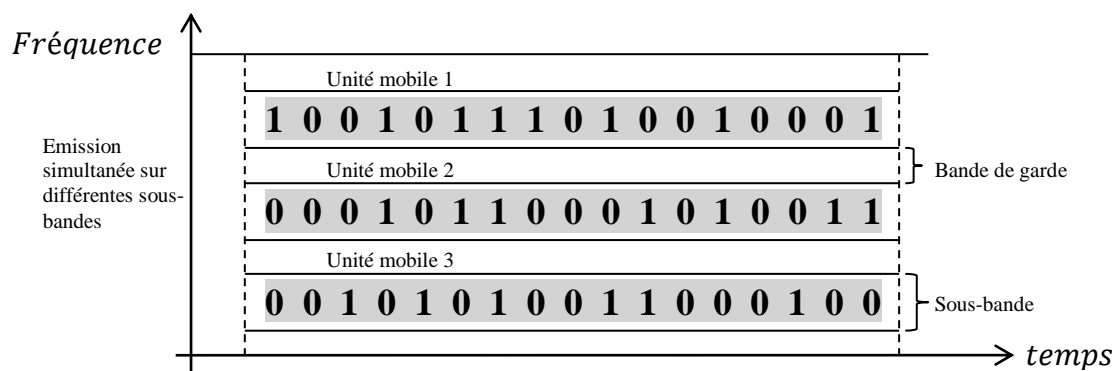 Fréquence
Unité mobile 1
1 0 0 1 0 1 1 1 0 1 0 0 1 0 0 0 1
Emission
simultanée sur
différentes sous-
bandes
Unité mobile 2
Bande de garde
0 0 0 1 0 1 1 0 0 0 1 0 1 0 0 1 1
Unité mobile 3
0 0 1 0 1 0 1 0 0 1 1 0 0 0 1 0 0
Sous-bande
temps